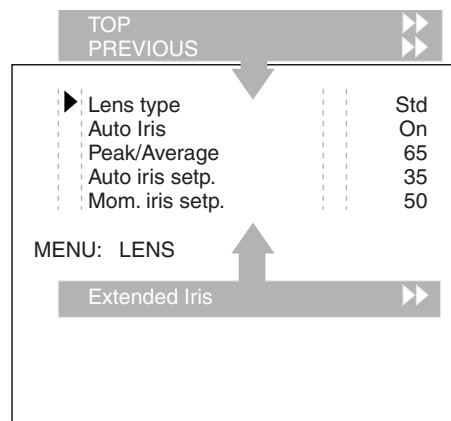 TOP
PREVIOUS
Lens type Std
Auto Iris On
Peak/Average 65
Auto iris setp. 35
Mom. iris setp. 50
MENU: LENS
Extended Iris